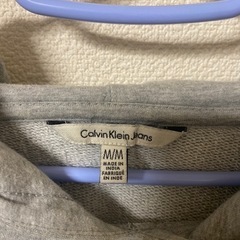 Calvin Klein Jeans
M/M
MADE IN
INDIA
FABRIQUÉ
EN INDE